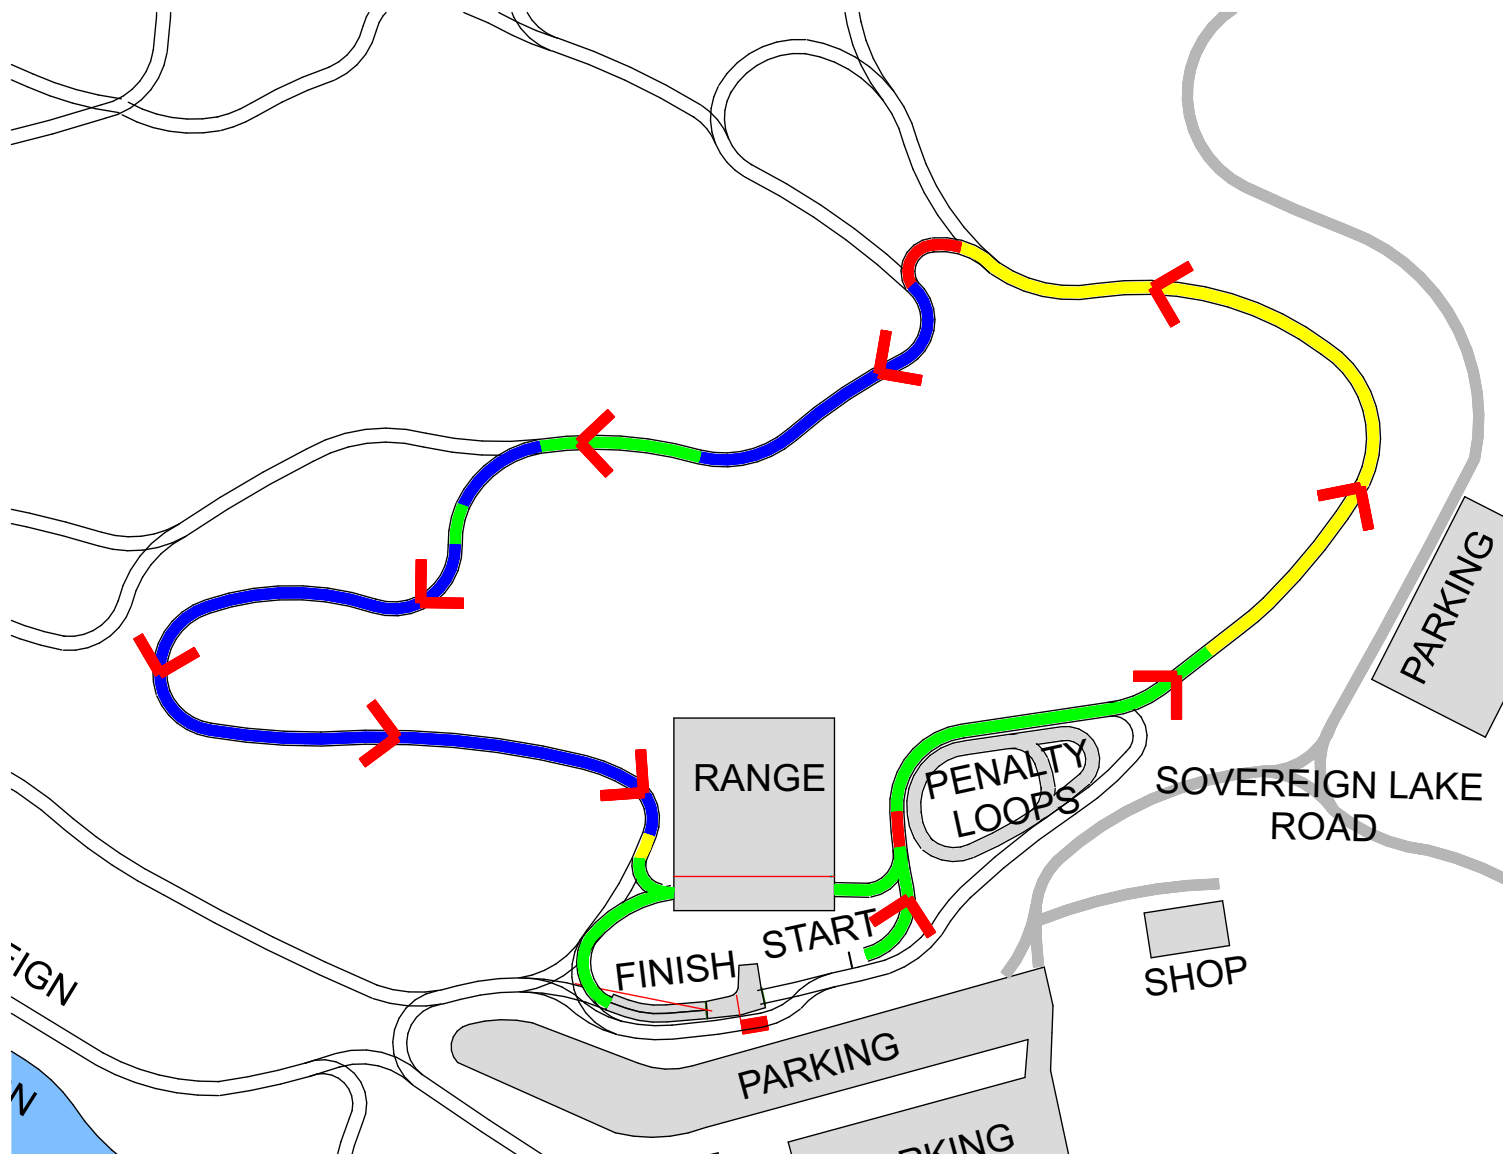 PARKING
RANGE
PENALTY
LOOPS
SOVEREIGN LAKE
ROAD
START
FINISH
SHOP
PARKING